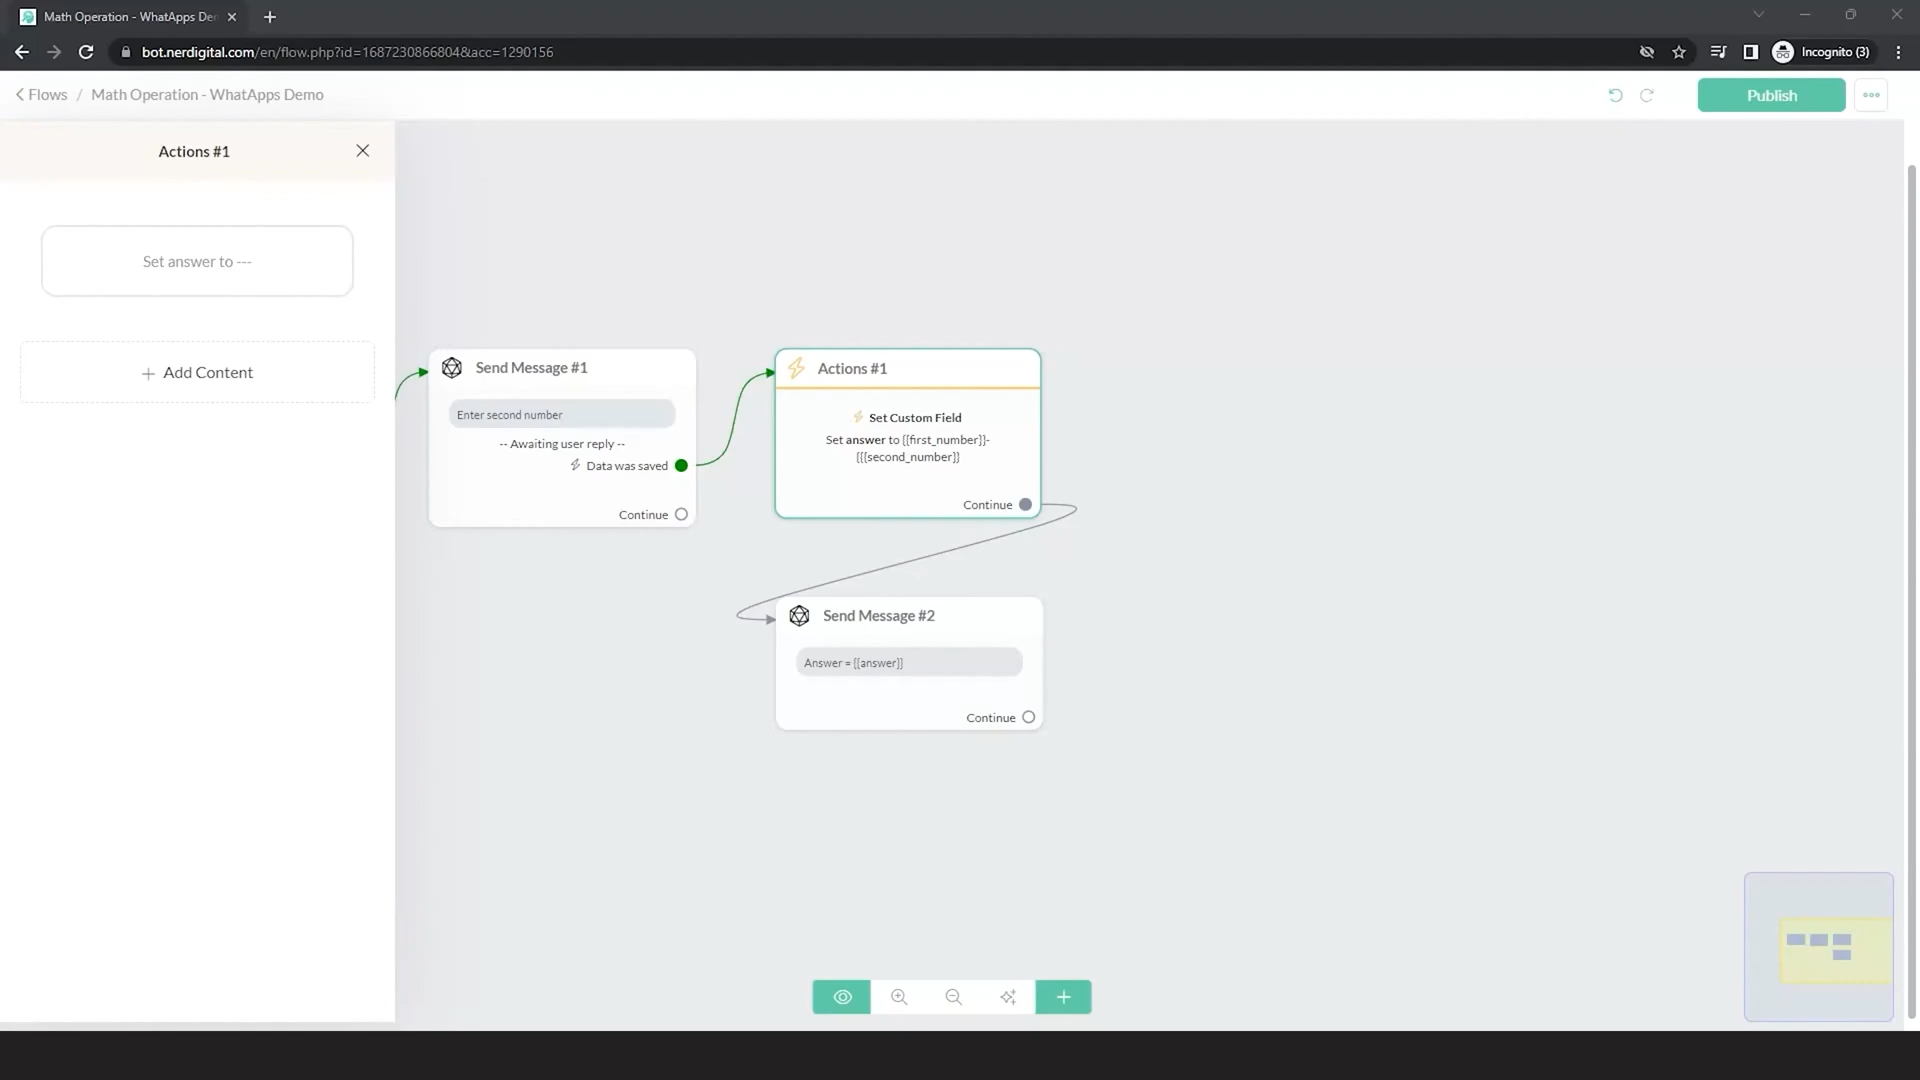 Math Operation - WhatApps Der
bot.nerdigital.com/en/flow.php?id=1687230866804&acc=1290156
Incognito (3)
Flows / Math Operation - WhatApps Demo
Publish
Actions #1
Set answer to ---
+ Add Content
Send Message #1
Enter second number
-- Awaiting user reply --
Data was saved
Continue
Actions #1
Set Custom Field
Set answer to {{first_number}}-
{{{second_number}}
Continue
Send Message #2
Answer = {{answer}}
Continue